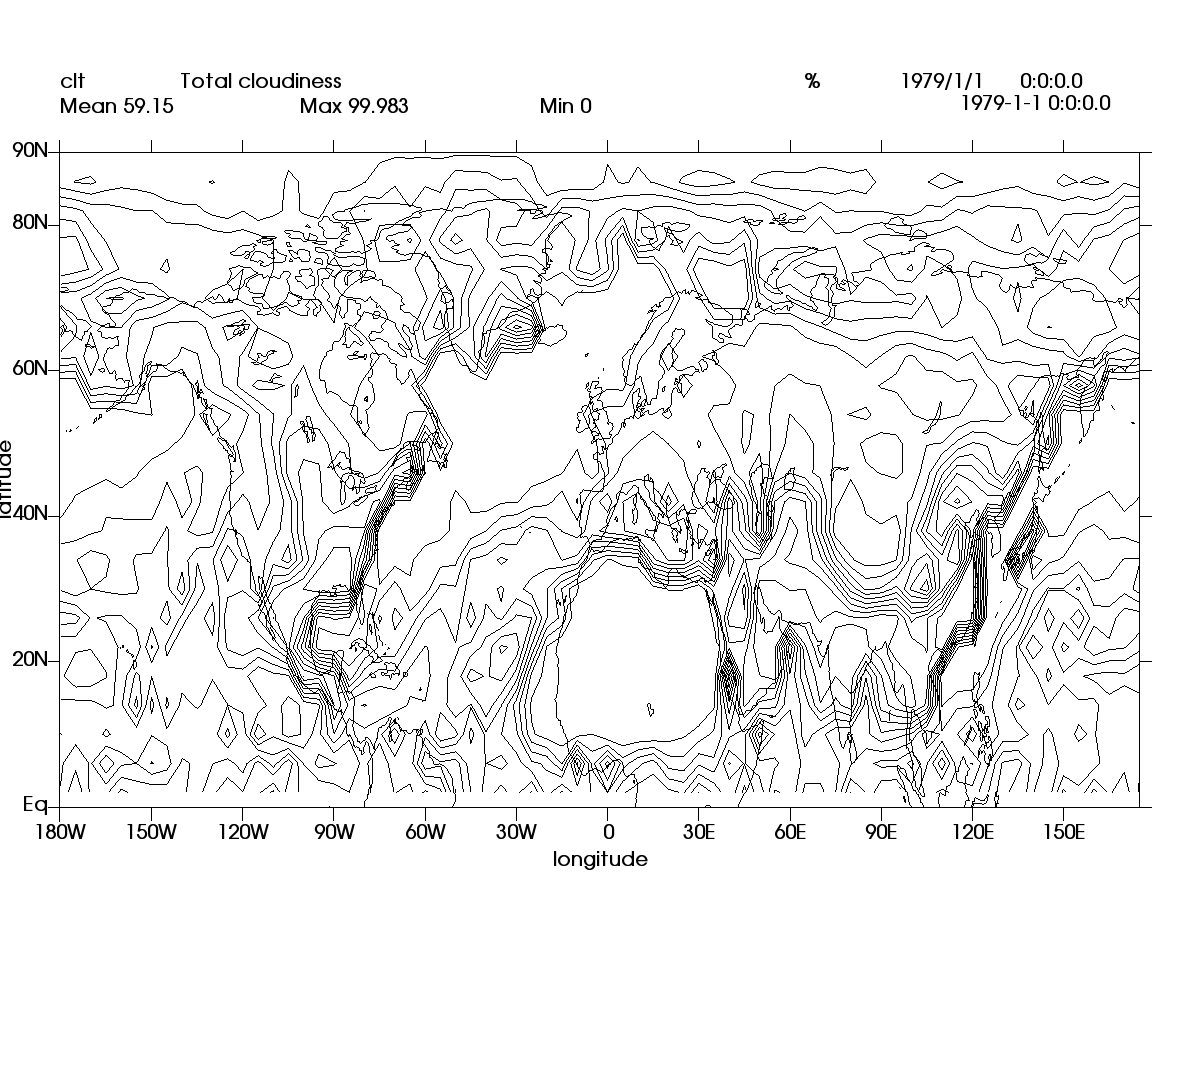 clt Total cloudiness % 1979/1/1 0:0:0.0
Mean 59.15 Max 99.983 Min 0 1979-1-1 0:0:0.0
90N
80N
60N
latitude
40N
20N
Eq
180W 150W 120W 90W 60W 30W 0 30E 60E 90E 120E 150E
longitude